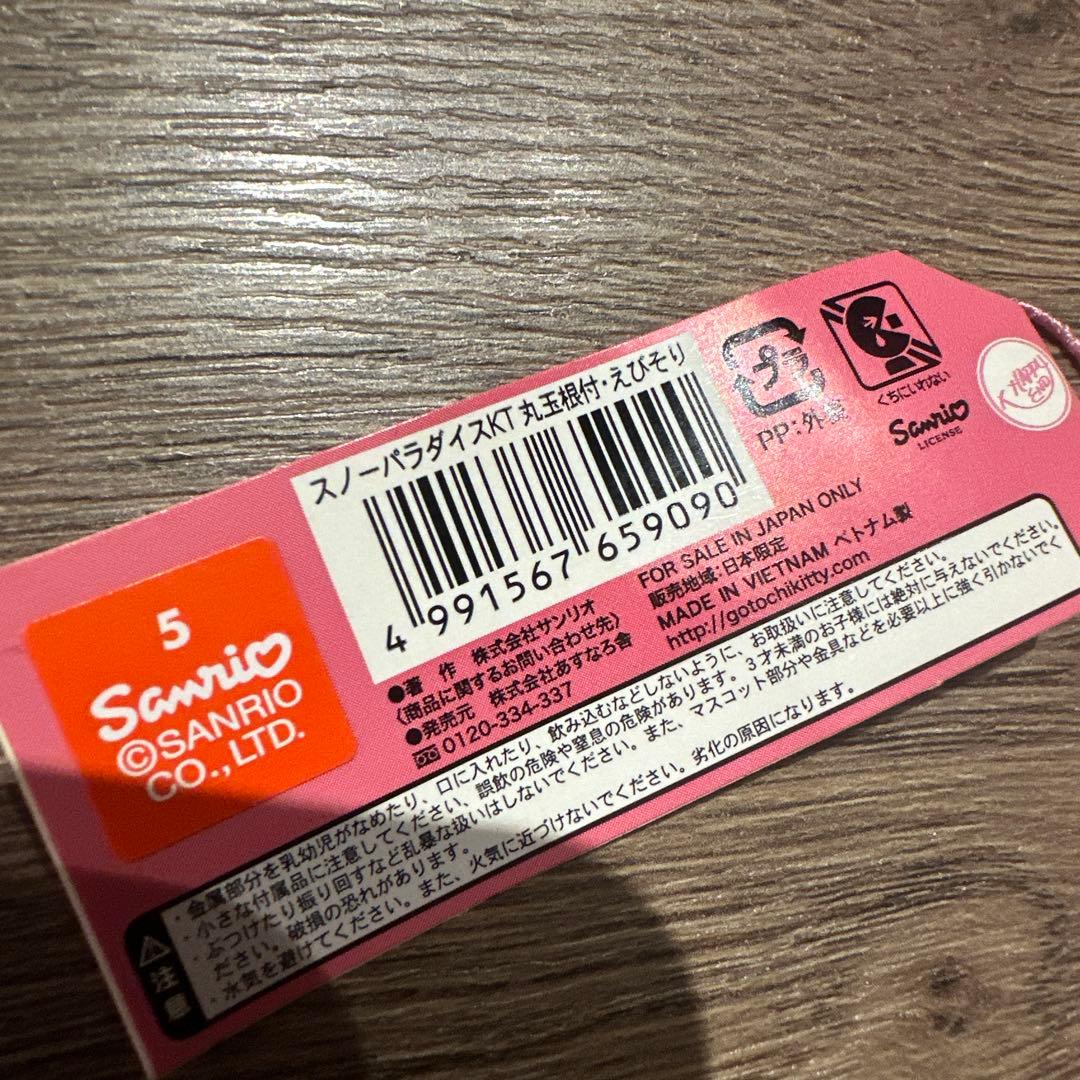 スノーパラダイスKT 丸玉根付・えびぞり
4 991567 659090
プラ
PP:外
くちにいれない
Sanrio
LICENSE
HAPPY
END
FOR SALE IN JAPAN ONLY
販売地域:日本限定
MADE IN VIETNAM ベトナム製
http://gotochikitty.com
●著 作 株式会社サンリオ
〈商品に関するお問い合わせ先〉
●発売元 株式会社あすなろ舎
0120-334-337
5
Sanrio
©SANRIO
CO.,LTD.
注意
・金属部分を乳幼児がなめたり、口に入れたり、飲み込むなどしないように、お取扱いに注意してください。
・小さな付属品に注意してください、誤飲の危険や窒息の危険があります。3才未満のお子様には絶対に与えないでください。
・ぶつけたり振り回すなど乱暴な扱いはしないでください。また、マスコット部分や金具などを必要以上に強く引かないでく
ださい。破損の恐れがあります。
・水気を避けてください。また、火気に近づけないでください。劣化の原因になります。